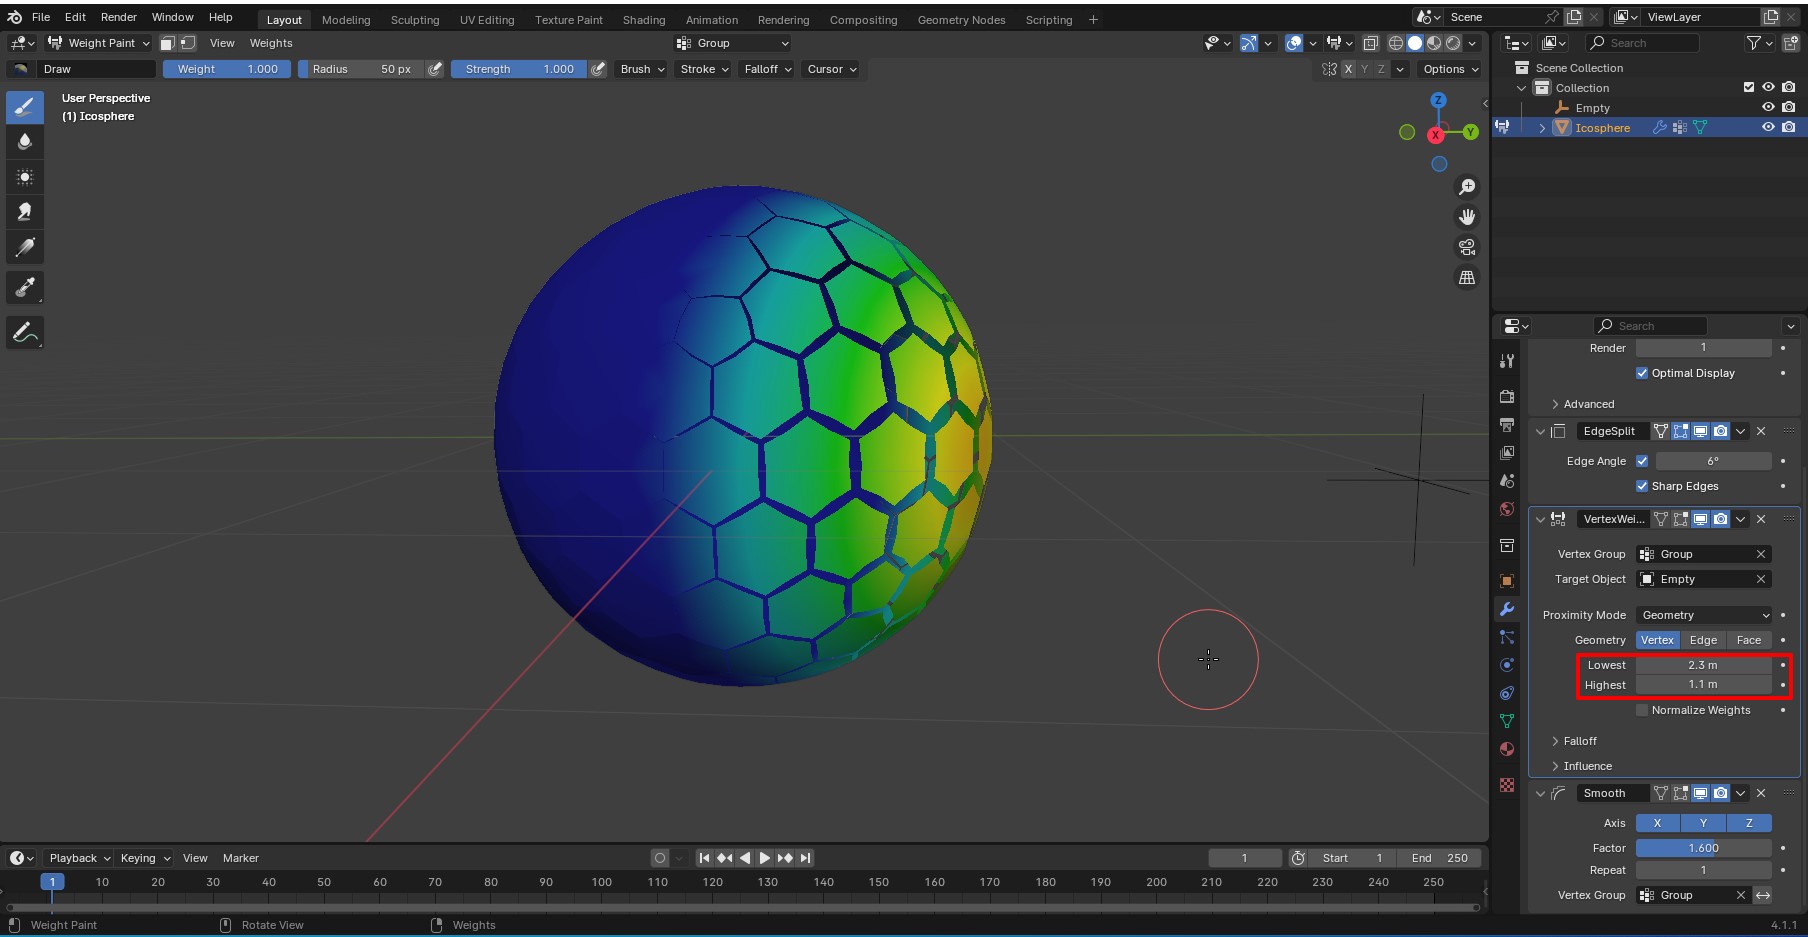 File Edit Render Window Help Layout Modeling Sculpting UV Editing Texture Paint Shading Animation Rendering Compositing Geometry Nodes Scripting + Scene ViewLayer
Weight Paint View Weights Group Search
Draw Weight 1.000 Radius 50 px Strength 1.000 Brush Stroke Falloff Cursor X Y Z Options
Scene Collection
Collection
Empty
Icosphere
User Perspective
(1) Icosphere
Z
X
Y
Search
Render 1
Optimal Display
Advanced
EdgeSplit
Edge Angle 6°
Sharp Edges
VertexWei...
Vertex Group Group
Target Object Empty
Proximity Mode Geometry
Geometry Vertex Edge Face
Lowest 2.3 m
Highest 1.1 m
Normalize Weights
Falloff
Influence
Smooth
Axis X Y Z
Factor 1.600
Repeat 1
Vertex Group Group
Playback Keying View Marker 1 Start 1 End 250
1 10 20 30 40 50 60 70 80 90 100 110 120 130 140 150 160 170 180 190 200 210 220 230 240 250
Weight Paint Rotate View Weights 4.1.1